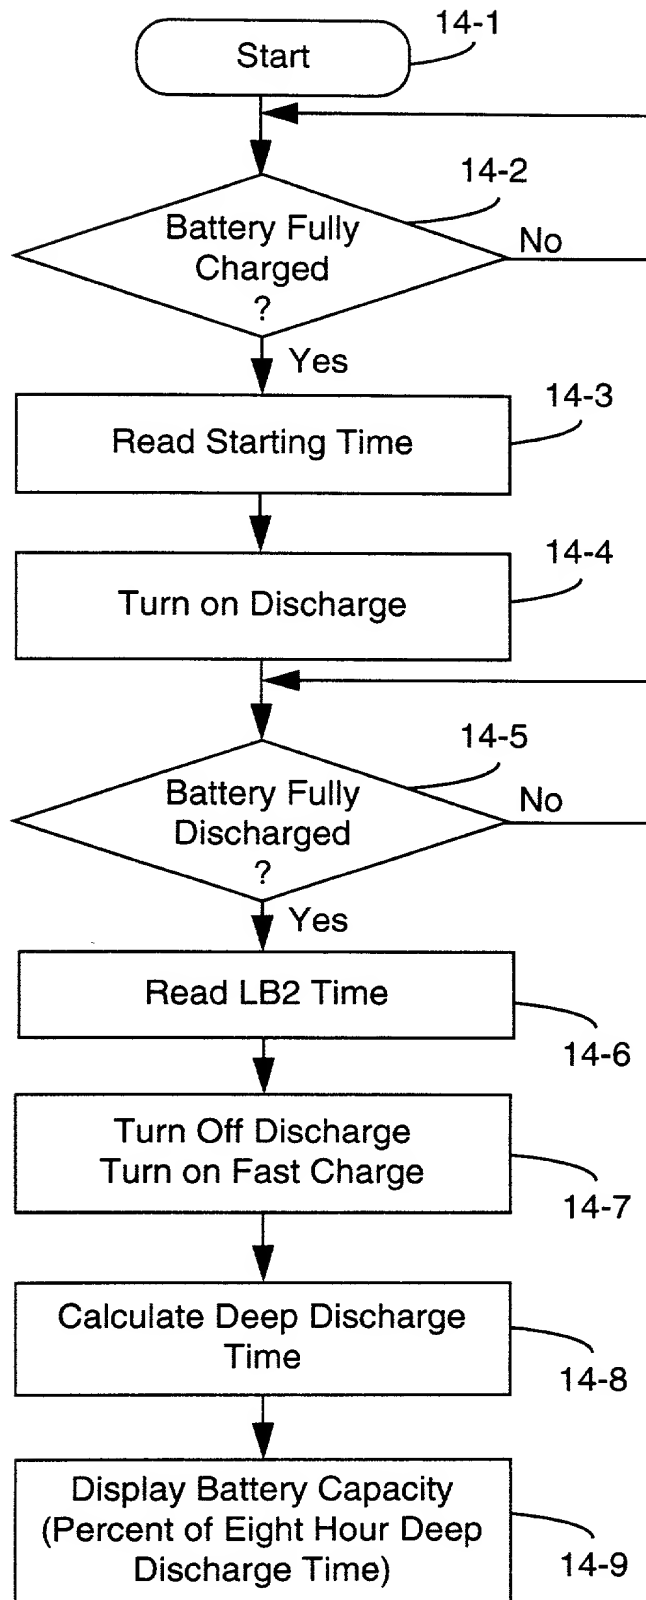 14-1
Start
14-2
Battery Fully
Charged
?
No
Yes
14-3
Read Starting Time
14-4
Turn on Discharge
14-5
Battery Fully
Discharged
?
No
Yes
Read LB2 Time
14-6
Turn Off Discharge
Turn on Fast Charge
14-7
Calculate Deep Discharge
Time
14-8
Display Battery Capacity
(Percent of Eight Hour Deep
Discharge Time)
14-9